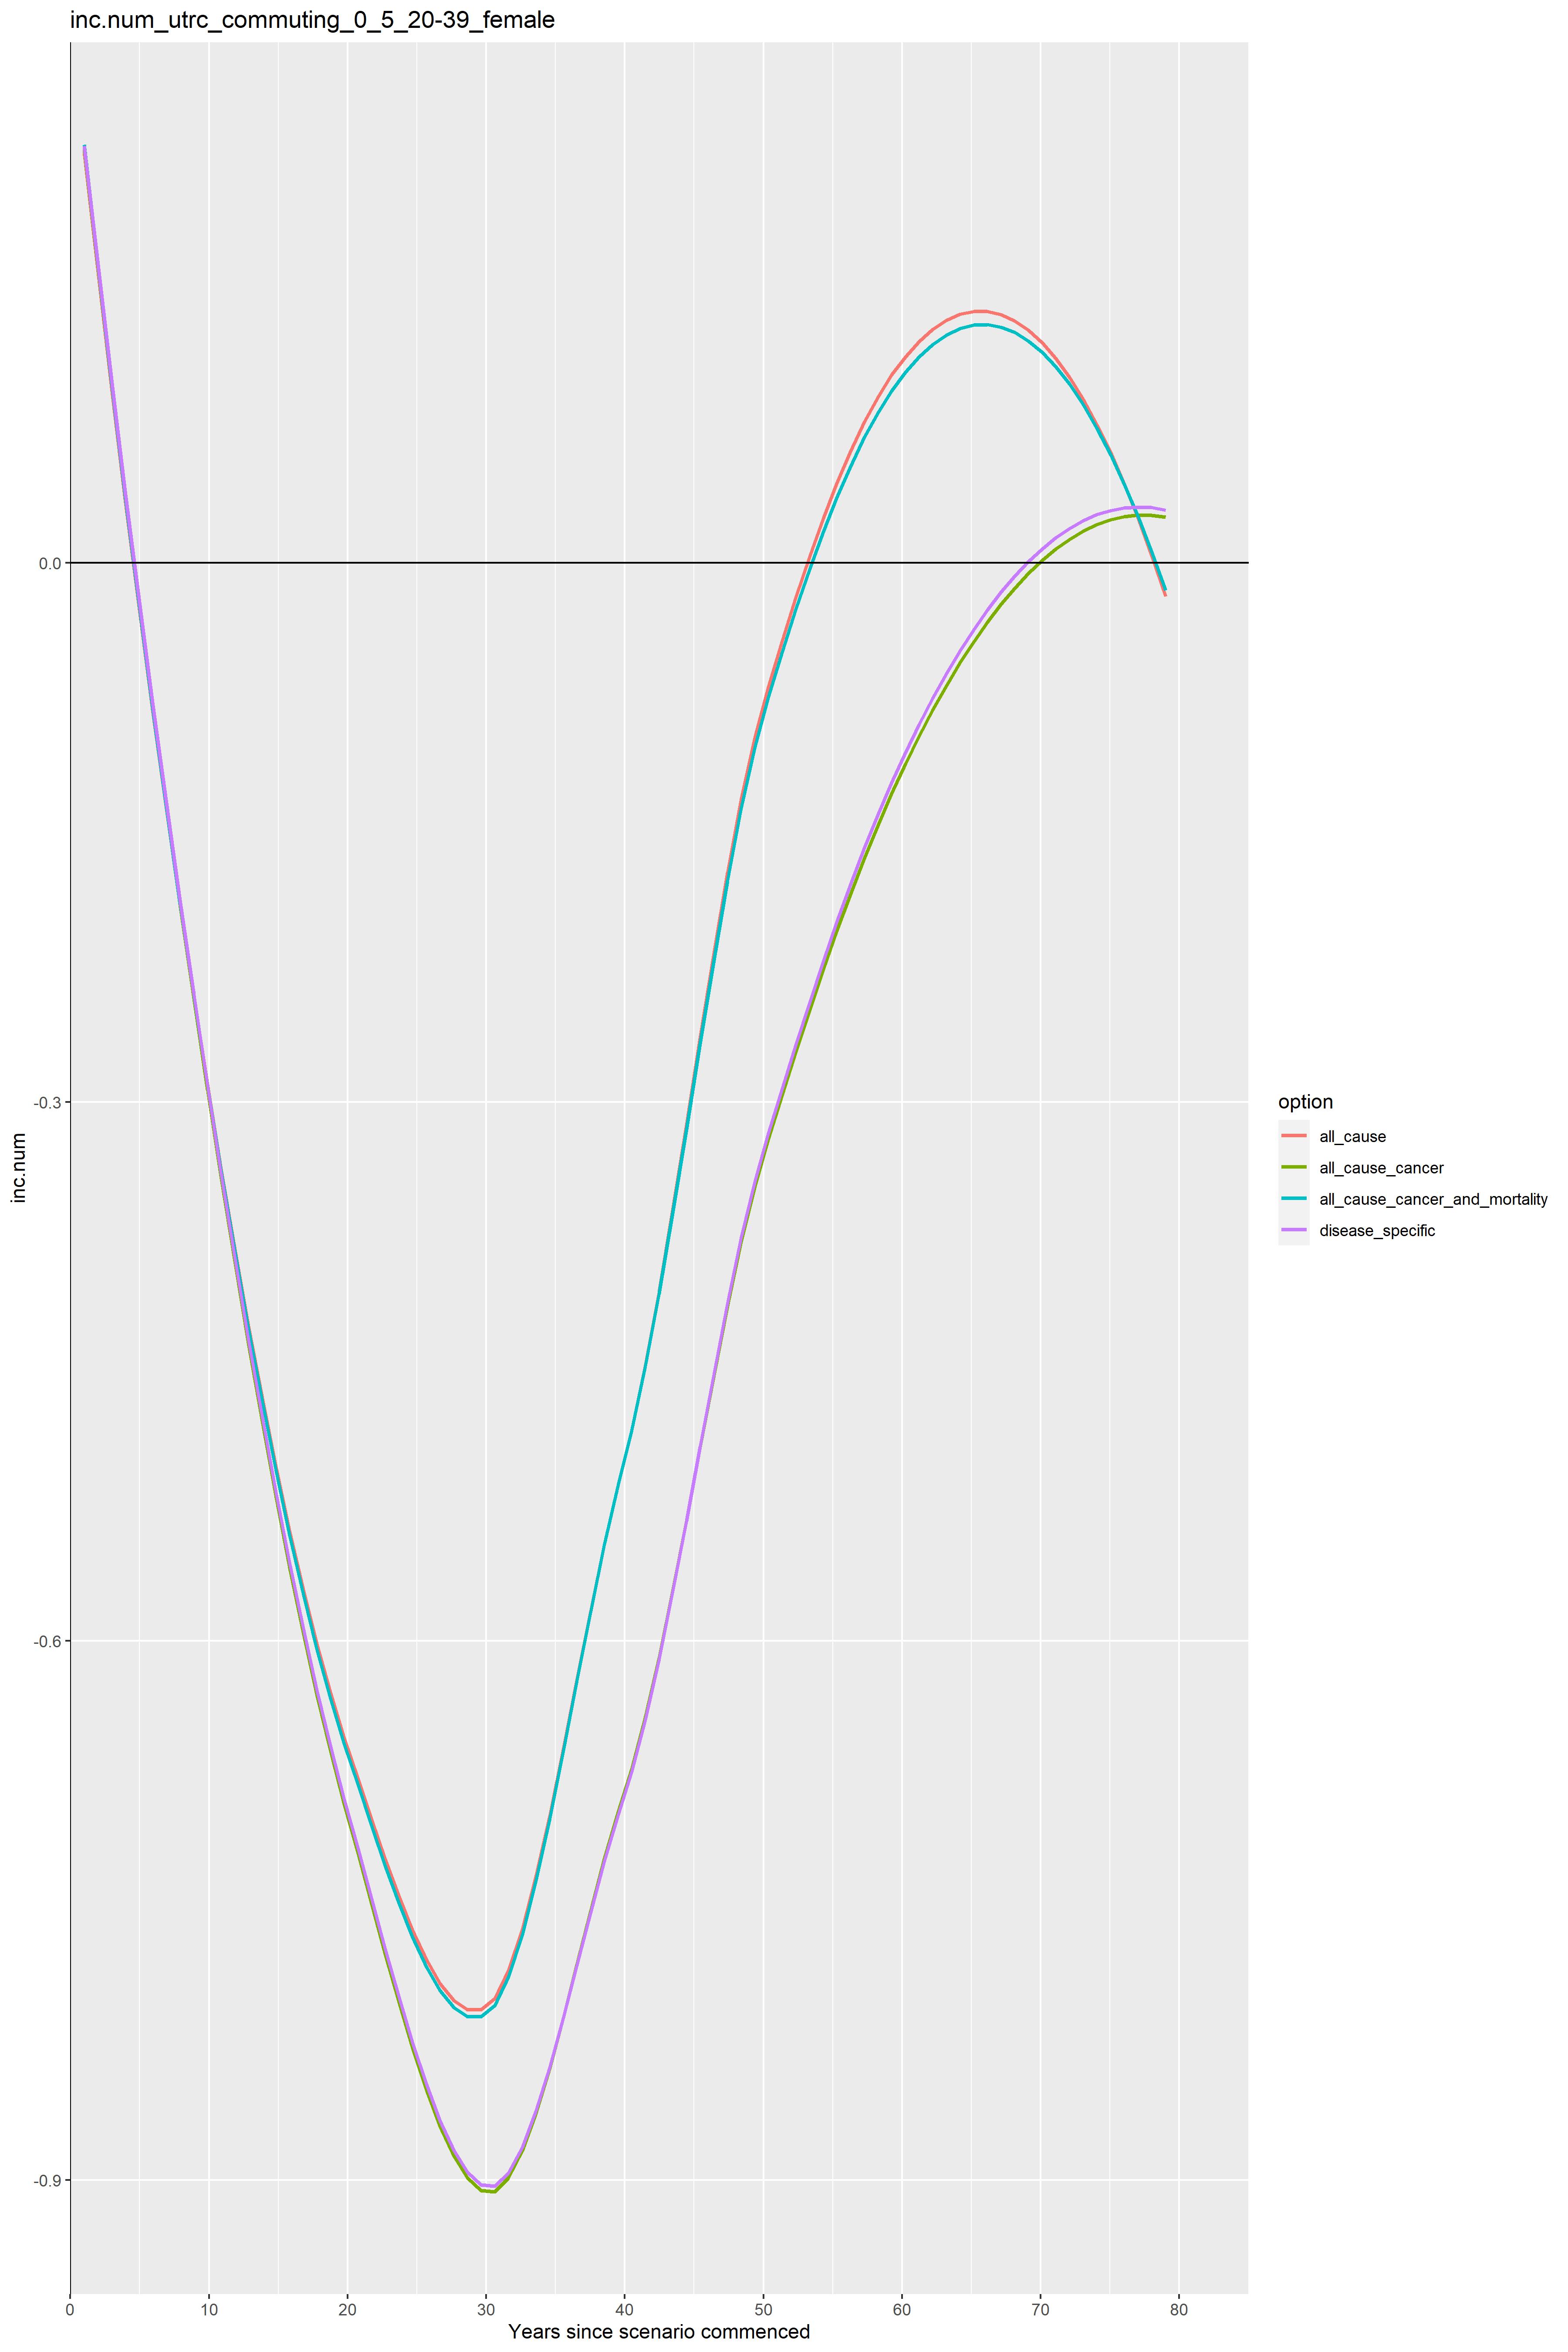 inc.num_utrc_commuting_0_5_20-39_female
0.0
-0.3
-0.6
-0.9
inc.num
0 10 20 30 40 50 60 70 80
Years since scenario commenced
option
all_cause
all_cause_cancer
all_cause_cancer_and_mortality
disease_specific